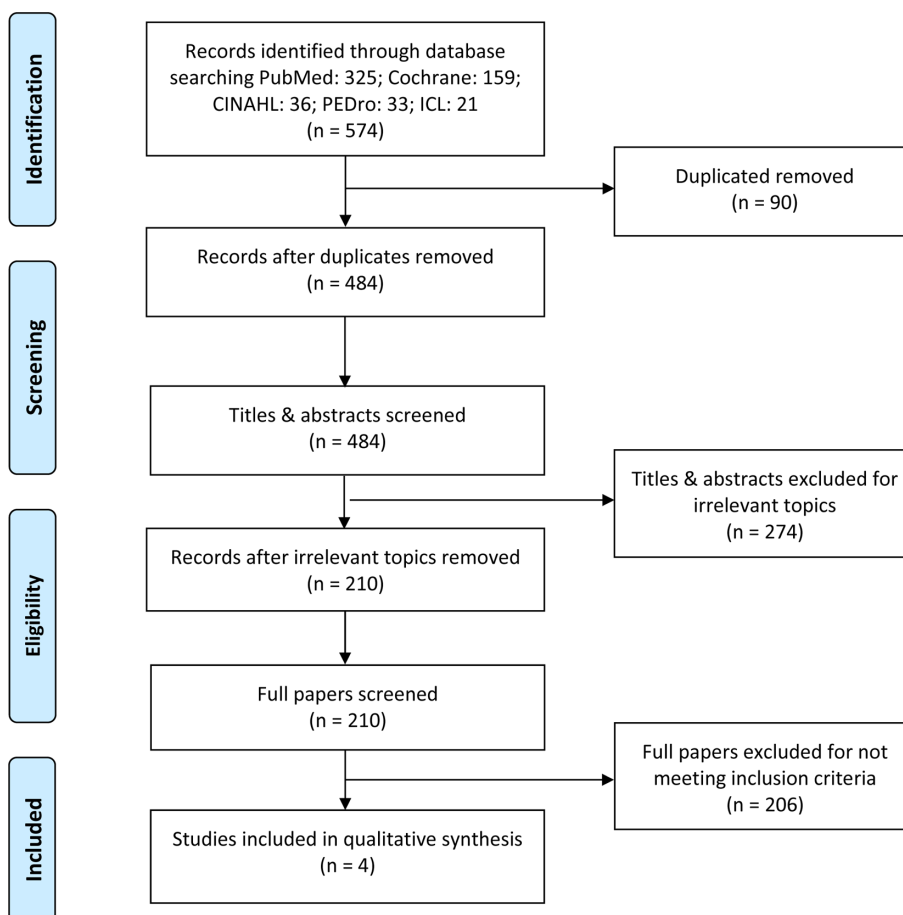 Identification
Records identified through database
searching PubMed: 325; Cochrane: 159;
CINAHL: 36; PEDro: 33; ICL: 21
(n = 574)
Duplicated removed
(n = 90)
Records after duplicates removed
(n = 484)
Screening
Titles & abstracts screened
(n = 484)
Titles & abstracts excluded for
irrelevant topics
(n = 274)
Eligibility
Records after irrelevant topics removed
(n = 210)
Full papers screened
(n = 210)
Full papers excluded for not
meeting inclusion criteria
(n = 206)
Included
Studies included in qualitative synthesis
(n = 4)